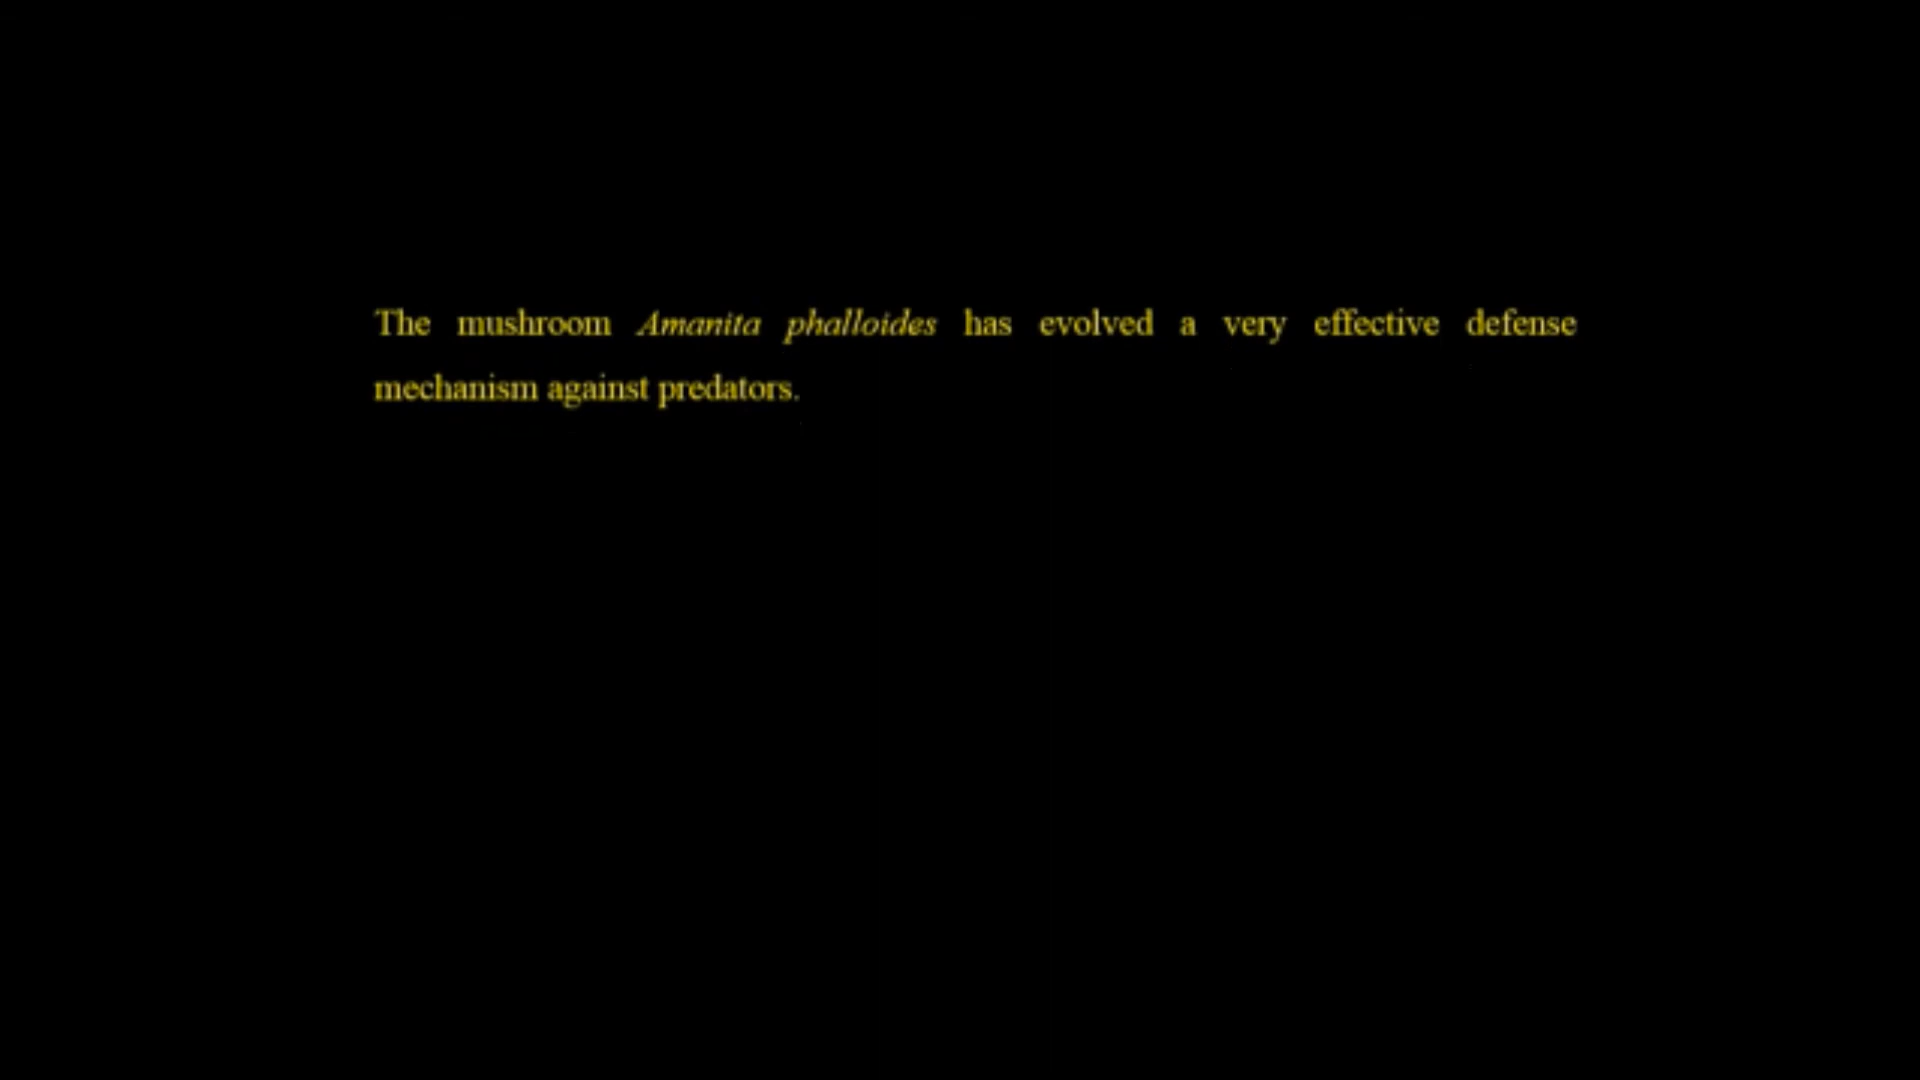 The mushroom Amanita phalloides has evolved a very effective defense
mechanism against predators.